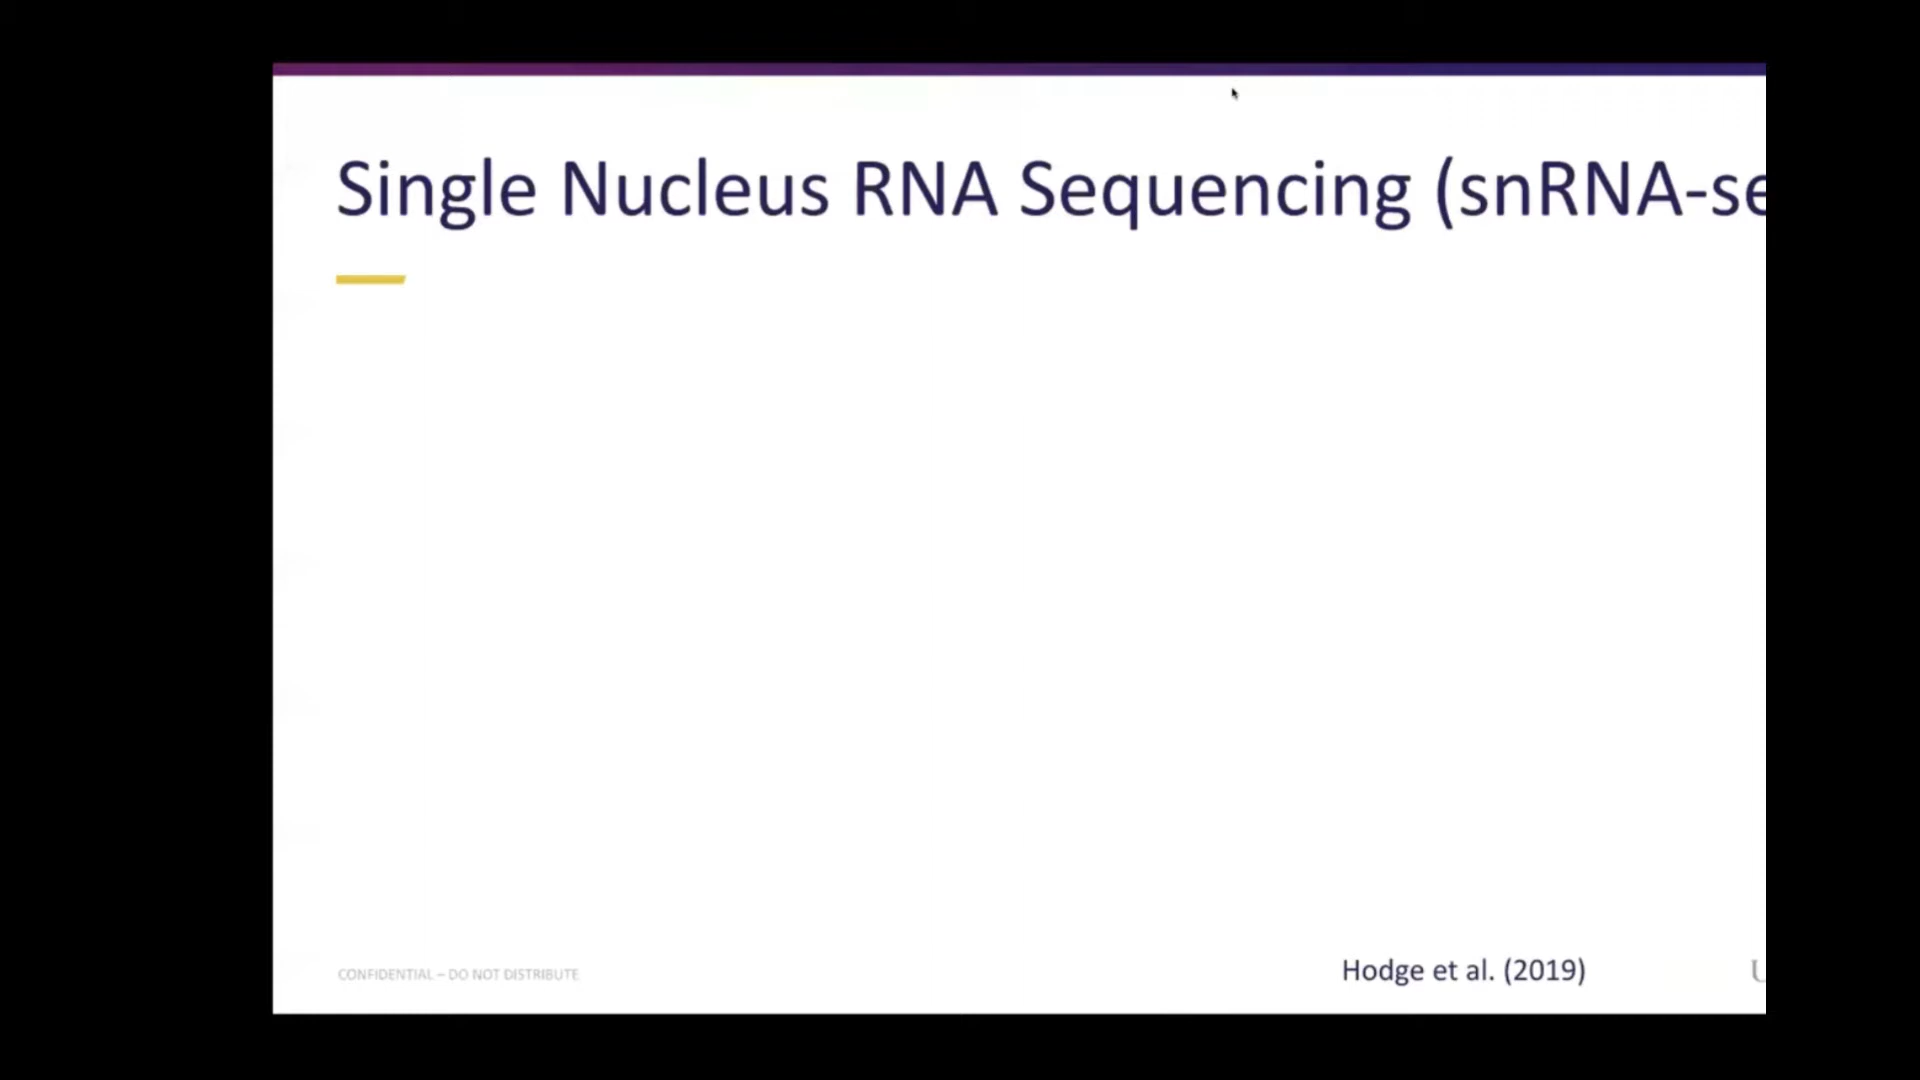 Single Nucleus RNA Sequencing (snRNA-se
CONFIDENTIAL – DO NOT DISTRIBUTE
Hodge et al. (2019)